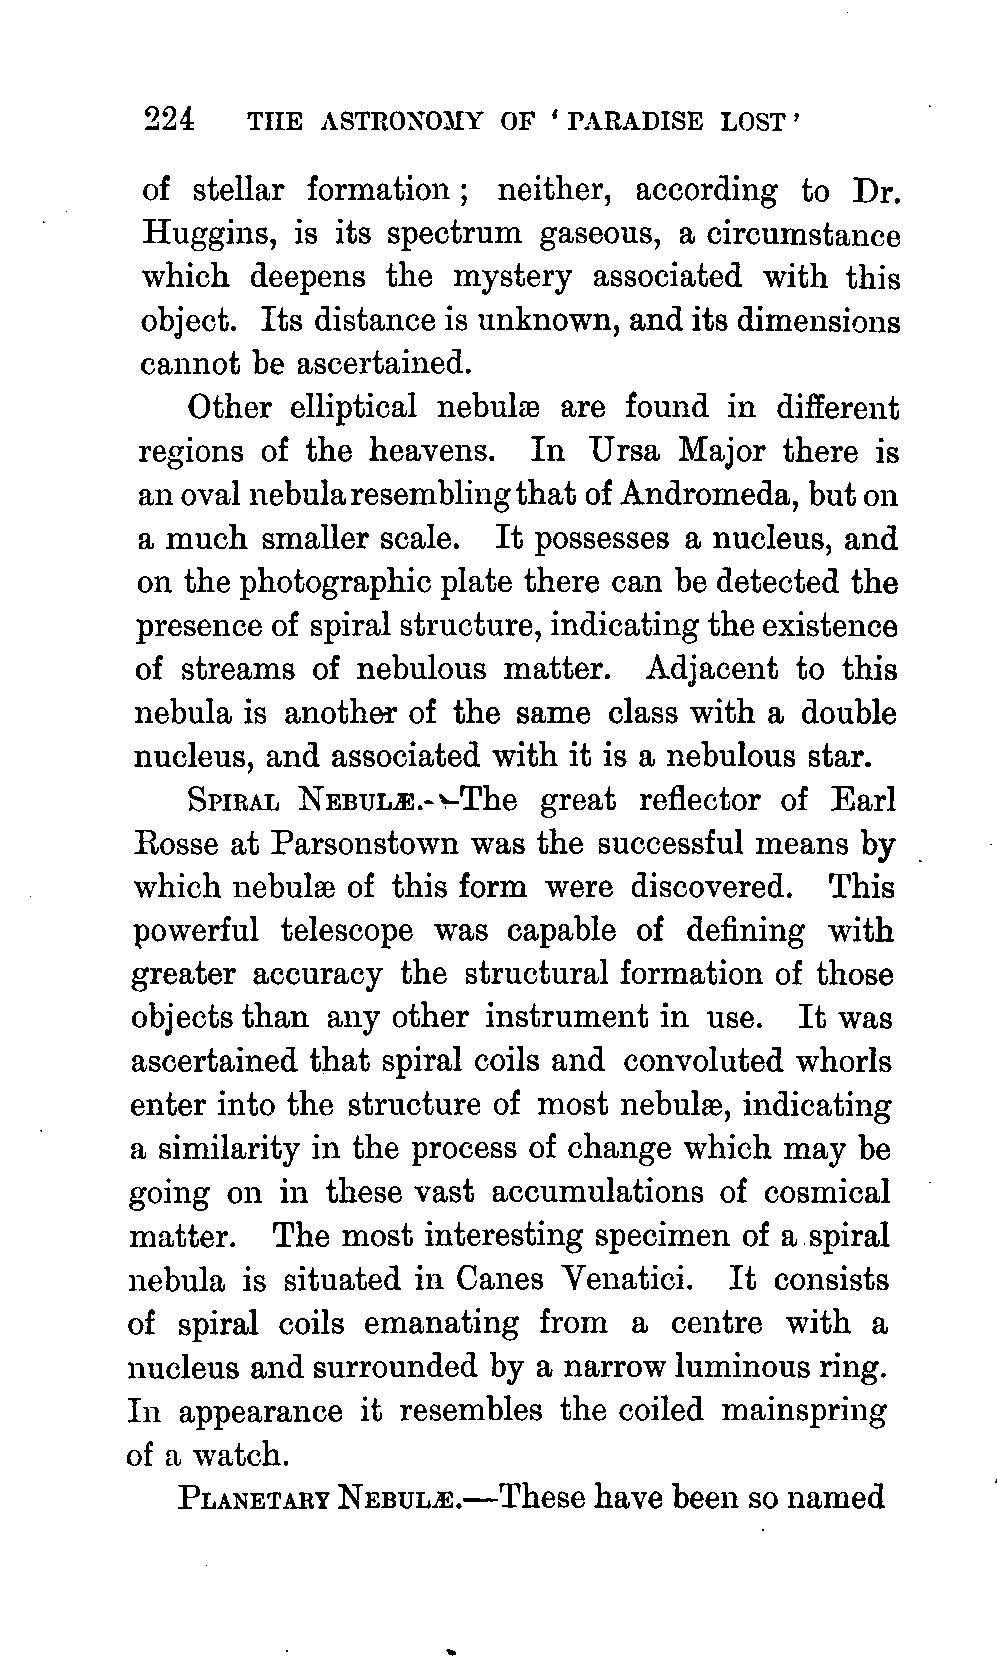 224 THE ASTRONOMY OF ‘PARADISE LOST’
of stellar formation; neither, according to Dr.
Huggins, is its spectrum gaseous, a circumstance
which deepens the mystery associated with this
object. Its distance is unknown, and its dimensions
cannot be ascertained.
Other elliptical nebulæ are found in different
regions of the heavens. In Ursa Major there is
an oval nebula resembling that of Andromeda, but on
a much smaller scale. It possesses a nucleus, and
on the photographic plate there can be detected the
presence of spiral structure, indicating the existence
of streams of nebulous matter. Adjacent to this
nebula is another of the same class with a double
nucleus, and associated with it is a nebulous star.
SPIRAL NEBULÆ.—The great reflector of Earl
Rosse at Parsonstown was the successful means by
which nebulæ of this form were discovered. This
powerful telescope was capable of defining with
greater accuracy the structural formation of those
objects than any other instrument in use. It was
ascertained that spiral coils and convoluted whorls
enter into the structure of most nebulæ, indicating
a similarity in the process of change which may be
going on in these vast accumulations of cosmical
matter. The most interesting specimen of a spiral
nebula is situated in Canes Venatici. It consists
of spiral coils emanating from a centre with a
nucleus and surrounded by a narrow luminous ring.
In appearance it resembles the coiled mainspring
of a watch.
PLANETARY NEBULÆ.—These have been so named